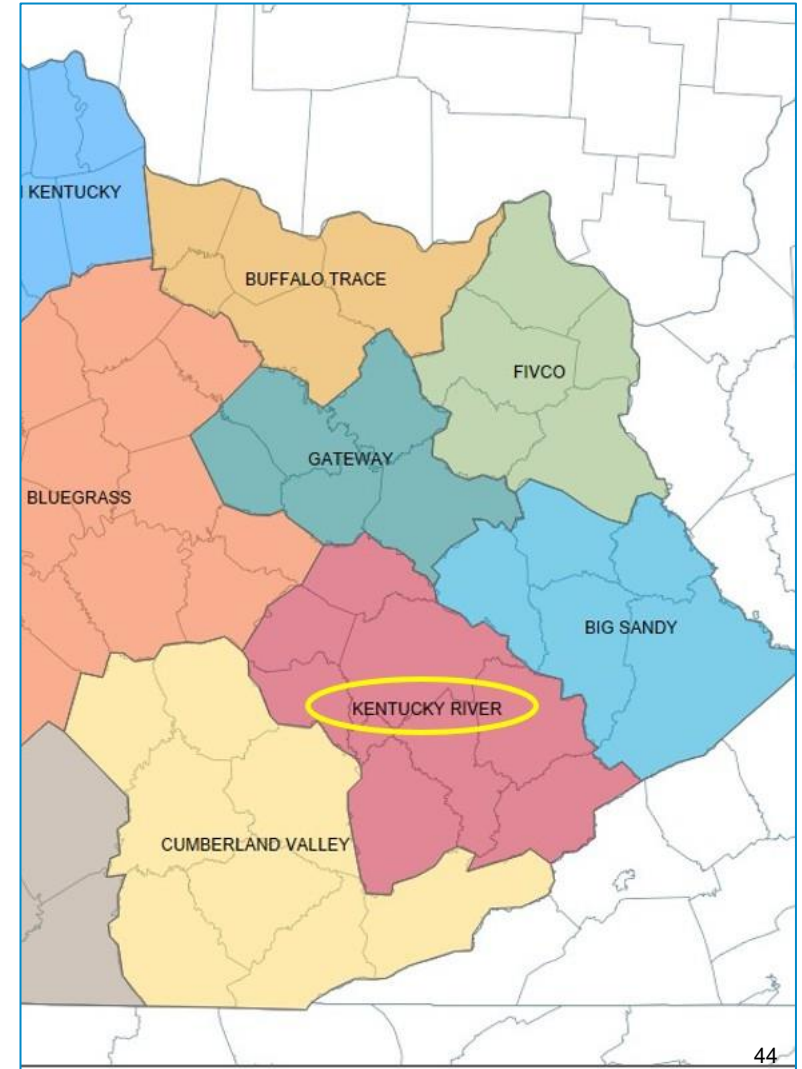 I KENTUCKY
BUFFALO TRACE
FIVCO
GATEWAY
BLUEGRASS
BIG SANDY
KENTUCKY RIVER
CUMBERLAND VALLEY
44